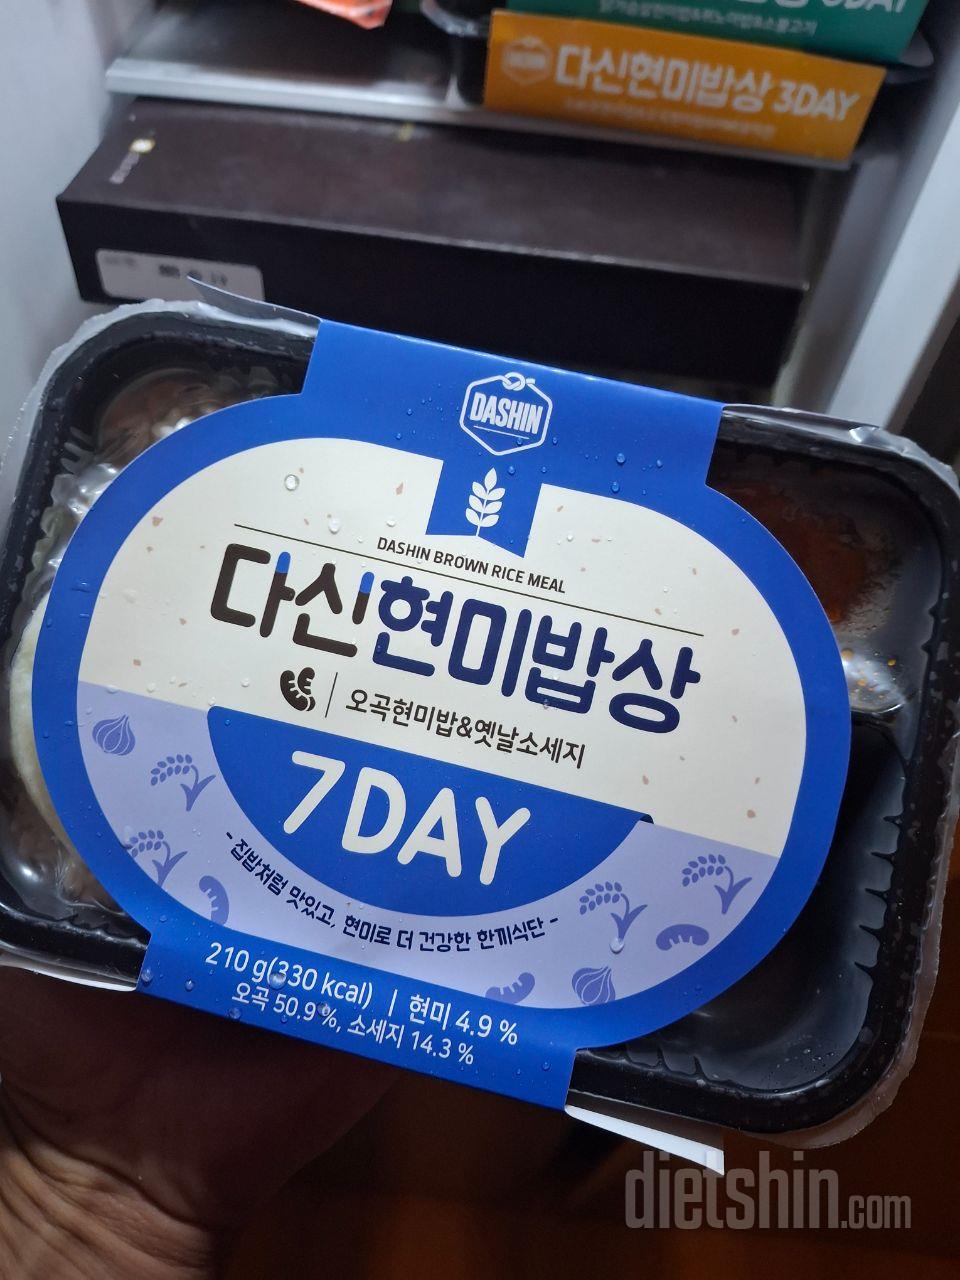 다신현미밥상 3DAY
DASHIN
DASHIN BROWN RICE MEAL
다신현미밥상
오곡현미밥&옛날소세지
7DAY
-집밥처럼 맛있고, 현미로 더 건강한 한끼식단-
210 g(330 kcal) | 현미 4.9 %
오곡 50.9 %, 소세지 14.3 %
dietshin.com